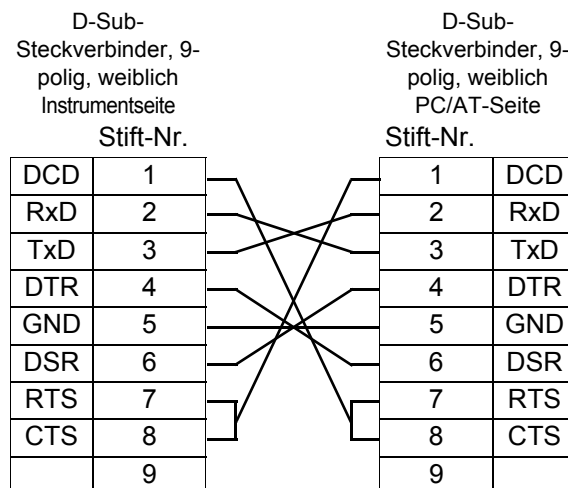 D-Sub-
Steckverbinder, 9-
polig, weiblich
Instrumentseite
Stift-Nr.
D-Sub-
Steckverbinder, 9-
polig, weiblich
PC/AT-Seite
Stift-Nr.
DCD 1 1 DCD
RxD 2 2 RxD
TxD 3 3 TxD
DTR 4 4 DTR
GND 5 5 GND
DSR 6 6 DSR
RTS 7 7 RTS
CTS 8 8 CTS
9 9